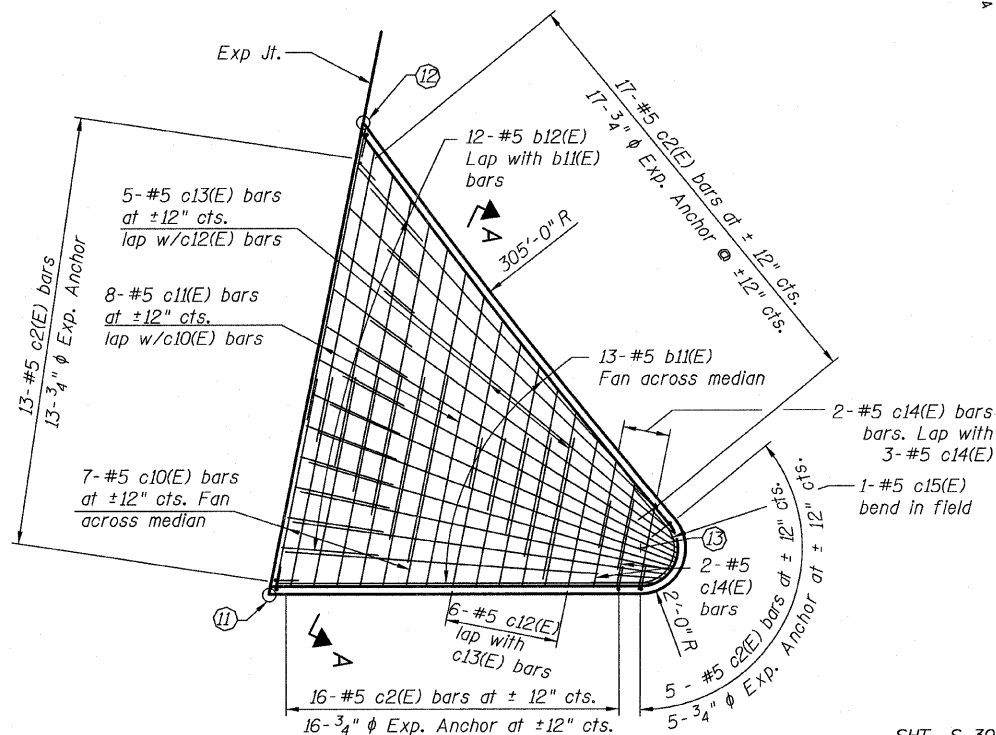 Exp Jt.
12
17-#5 c2(E) bars at ± 12" cts.
17-3/4" ϕ Exp. Anchor @ ±12" cts.
12-#5 b12(E)
Lap with b11(E)
bars
A
305'-0" R
5-#5 c13(E) bars
at ±12" cts.
lap w/c12(E) bars
8-#5 c11(E) bars
at ±12" cts.
lap w/c10(E) bars
13-#5 c2(E) bars
13-3/4" ϕ Exp. Anchor
13-#5 b11(E)
Fan across median
2-#5 c14(E) bars
bars. Lap with
3-#5 c14(E)
1-#5 c15(E)
bend in field
7-#5 c10(E) bars
at ±12" cts. Fan
across median
13
2-#5
c14(E)
bars
2'-0" R
11
A
6-#5 c12(E)
lap with
c13(E) bars
5 - #5 c2(E) bars at ± 12" cts.
5-3/4" ϕ Exp. Anchor at ± 12" cts.
16-#5 c2(E) bars at ± 12" cts.
16-3/4" ϕ Exp. Anchor at ±12" cts.